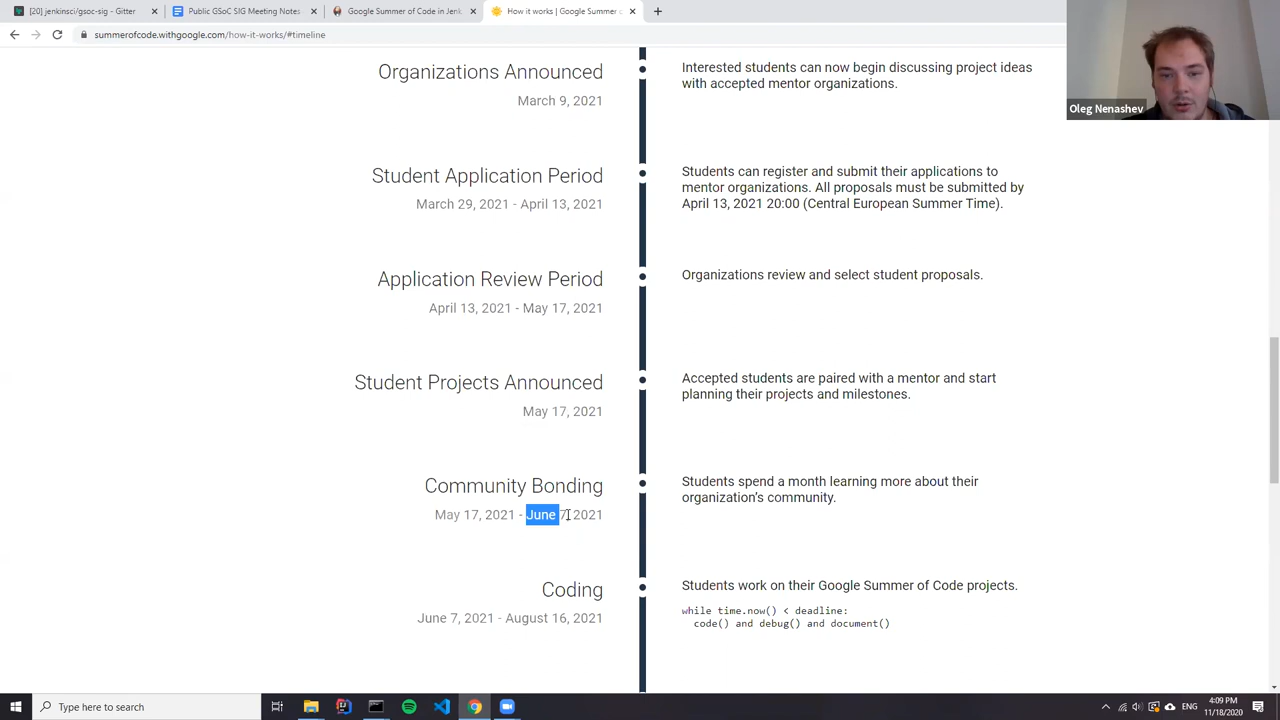 [20] jenkinsci/gsoc-sig - Gitter
Public GSoC SIG Meeting Notes
Google Summer of Code in Jenk
How it works | Google Summer
summerofcode.withgoogle.com/how-it-works/#timeline
Oleg Nenashev
Organizations Announced
March 9, 2021
Interested students can now begin discussing project ideas
with accepted mentor organizations.
Student Application Period
March 29, 2021 - April 13, 2021
Students can register and submit their applications to
mentor organizations. All proposals must be submitted by
April 13, 2021 20:00 (Central European Summer Time).
Application Review Period
April 13, 2021 - May 17, 2021
Organizations review and select student proposals.
Student Projects Announced
May 17, 2021
Accepted students are paired with a mentor and start
planning their projects and milestones.
Community Bonding
May 17, 2021 - June 7, 2021
Students spend a month learning more about their
organization's community.
Coding
June 7, 2021 - August 16, 2021
Students work on their Google Summer of Code projects.
while time.now() < deadline:
code() and debug() and document()
Type here to search
ENG
4:09 PM
11/18/2020